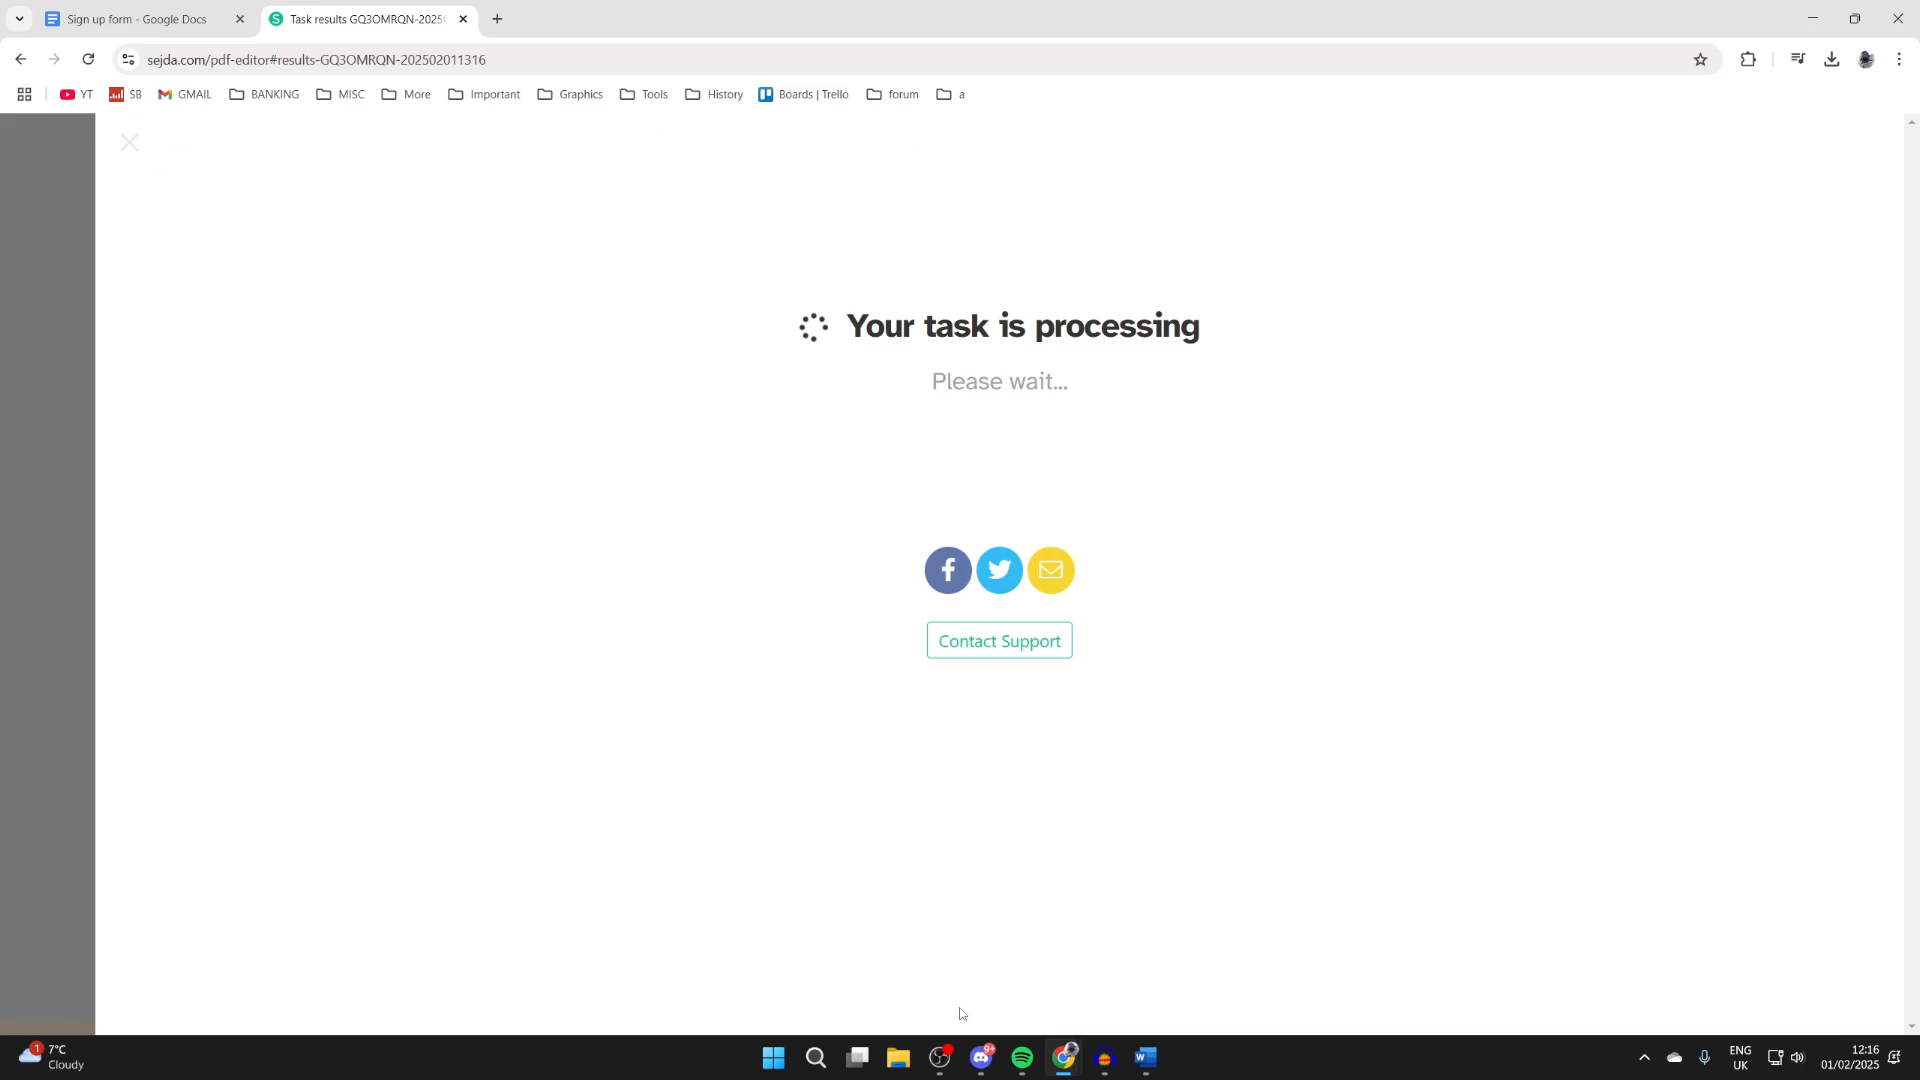 Sign up form - Google Docs
Task results GQ3OMRQN-2025
sejda.com/pdf-editor#results-GQ3OMRQN-202502011316
YT
SB
GMAIL
BANKING
MISC
More
Important
Graphics
Tools
History
Boards | Trello
forum
a
Your task is processing
Please wait...
Contact Support
1
7°C
Cloudy
9+
ENG
UK
12:16
01/02/2025